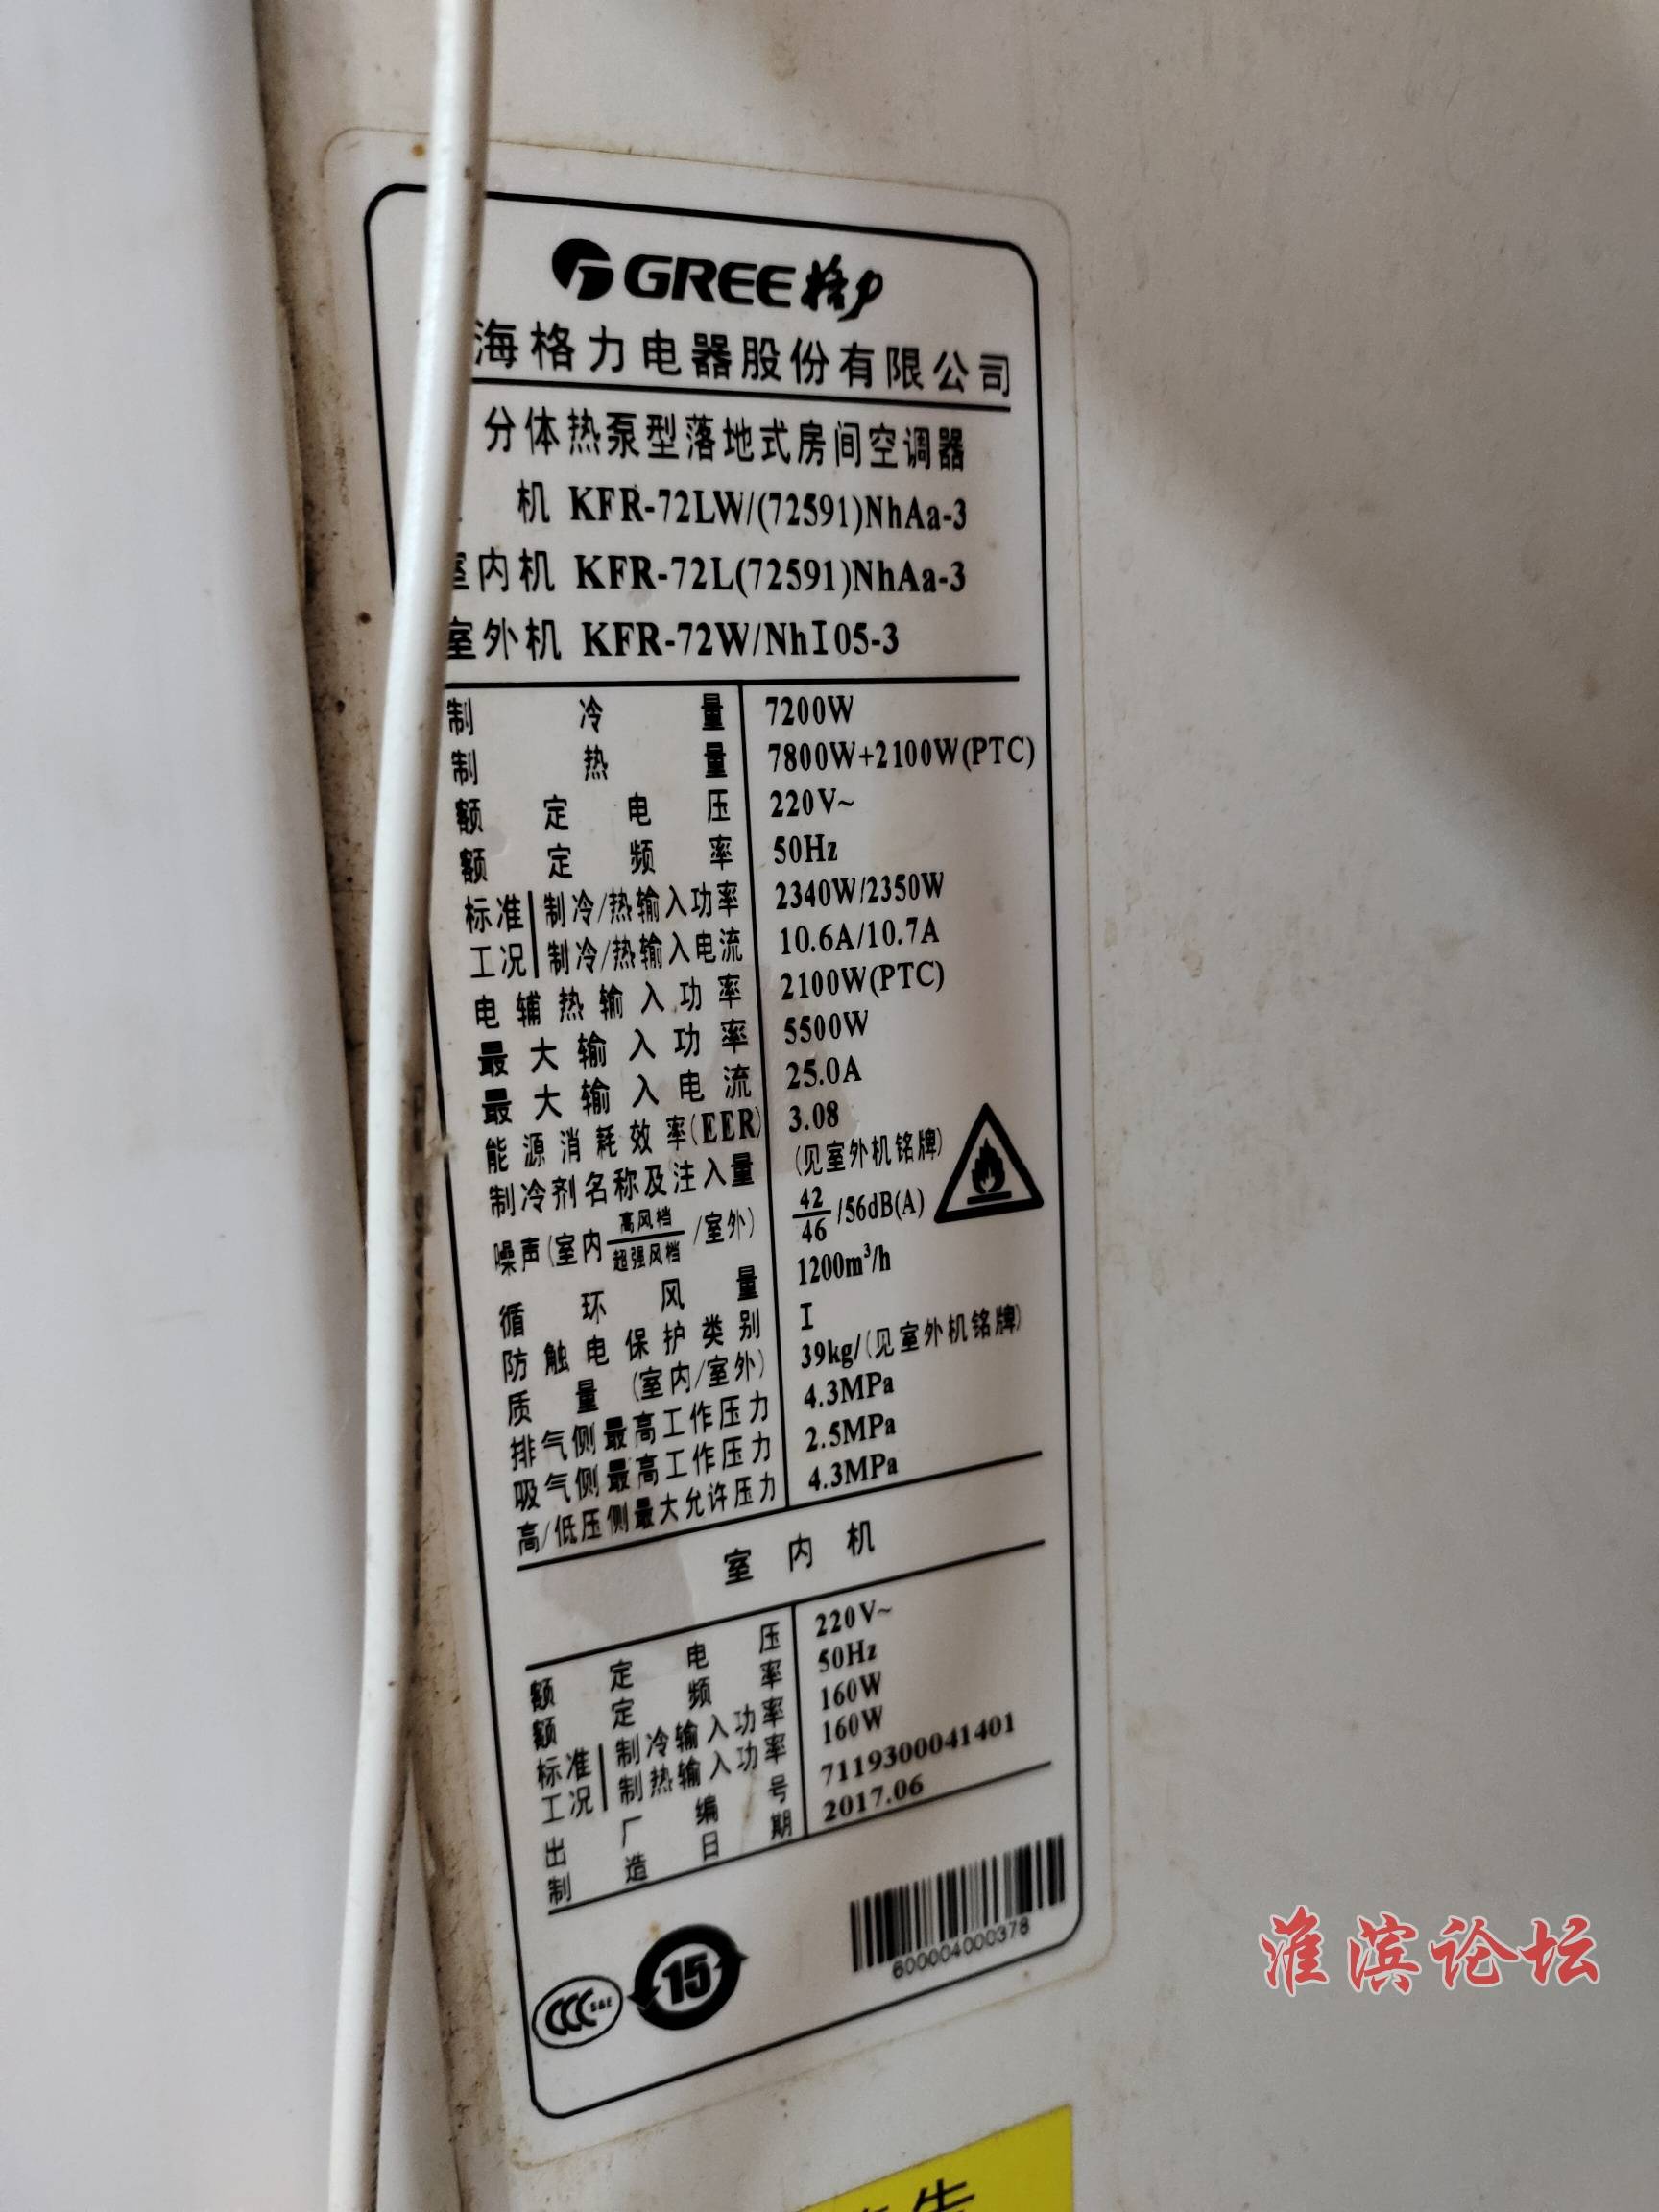 GREE格力
海格力电器股份有限公司
分体热泵型落地式房间空调器
机 KFR-72LW/(72591)NhAa-3
室内机 KFR-72L(72591)NhAa-3
室外机 KFR-72W/NhI05-3
制冷量 7200W
制热量 7800W+2100W(PTC)
额定电压 220V~
额定频率 50Hz
标准 制冷/热输入功率 2340W/2350W
工况 制冷/热输入电流 10.6A/10.7A
电辅热输入功率 2100W(PTC)
最大输入功率 5500W
最大输入电流 25.0A
能源消耗效率(EER) 3.08
制冷剂名称及注入量 (见室外机铭牌)
噪声(室内高风档/超强风档/室外) 42/46/56dB(A)
循环风量 1200m³/h
防触电保护类别 I
质量(室内/室外) 39kg/(见室外机铭牌)
排气侧最高工作压力 4.3MPa
吸气侧最高工作压力 2.5MPa
高/低压侧最大允许压力 4.3MPa
室内机
额定电压 220V~
额定频率 50Hz
标准 制冷输入功率 160W
工况 制热输入功率 160W
出厂编号 7119300041401
制造日期 2017.06
CCC S&E 15
600004000378
淮滨论坛